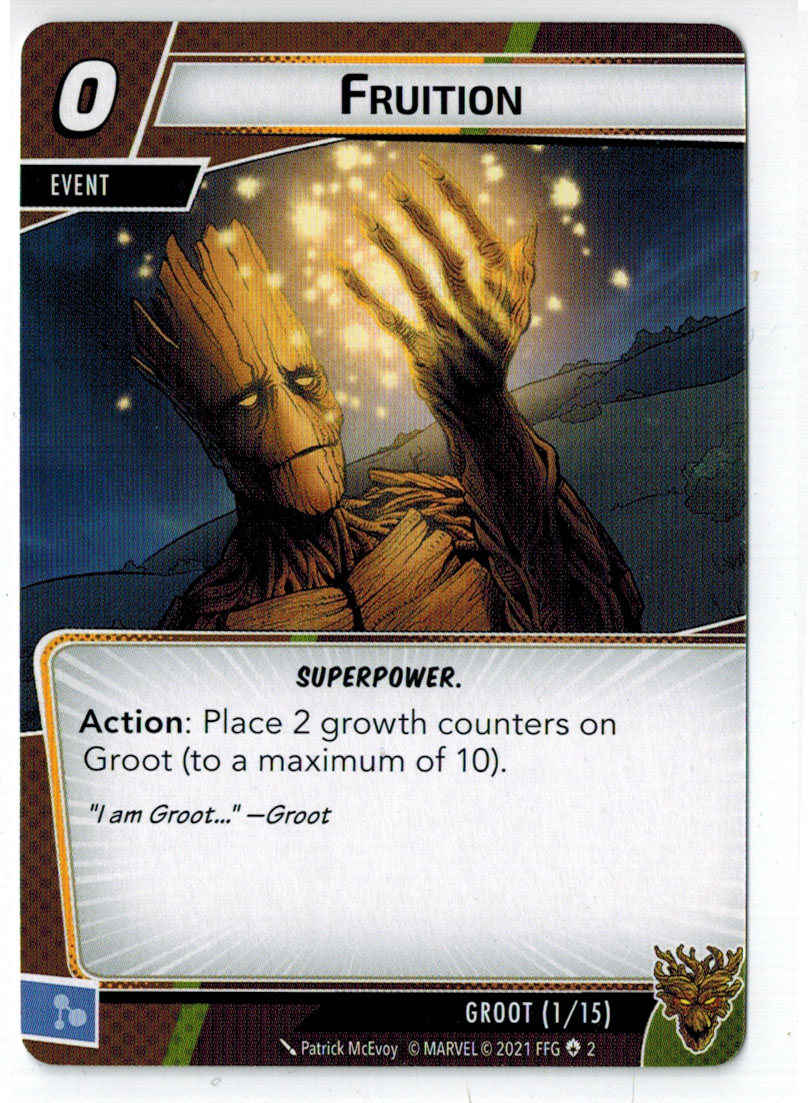 0
FRUITION
EVENT
SUPERPOWER.
Action: Place 2 growth counters on
Groot (to a maximum of 10).
"I am Groot..." —Groot
GROOT (1/15)
Patrick McEvoy © MARVEL © 2021 FFG 2